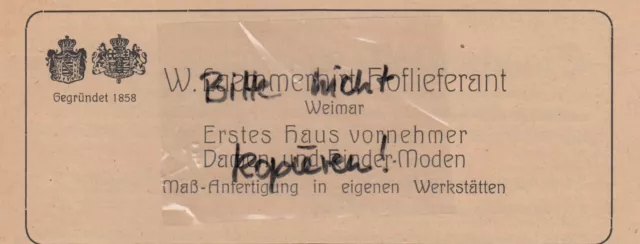 Gegründet 1858
W. Hoflieferant
Bitte nicht
Weimar
Erstes Haus vornehmer
Damen- und Kinder-Moden
kopieren!
Maß-Anfertigung in eigenen Werkstätten